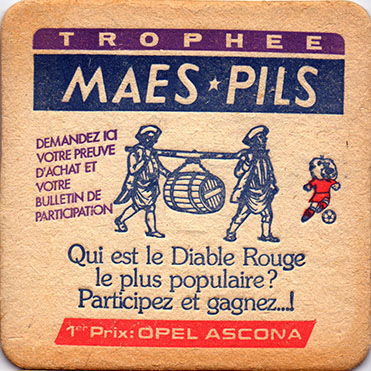 TROPHEE
MAES ★ PILS
DEMANDEZ ICI
VOTRE PREUVE
D'ACHAT ET
VOTRE
BULLETIN DE
PARTICIPATION
Qui est le Diable Rouge
le plus populaire?
Participez et gagnez...!
1er Prix: OPEL ASCONA